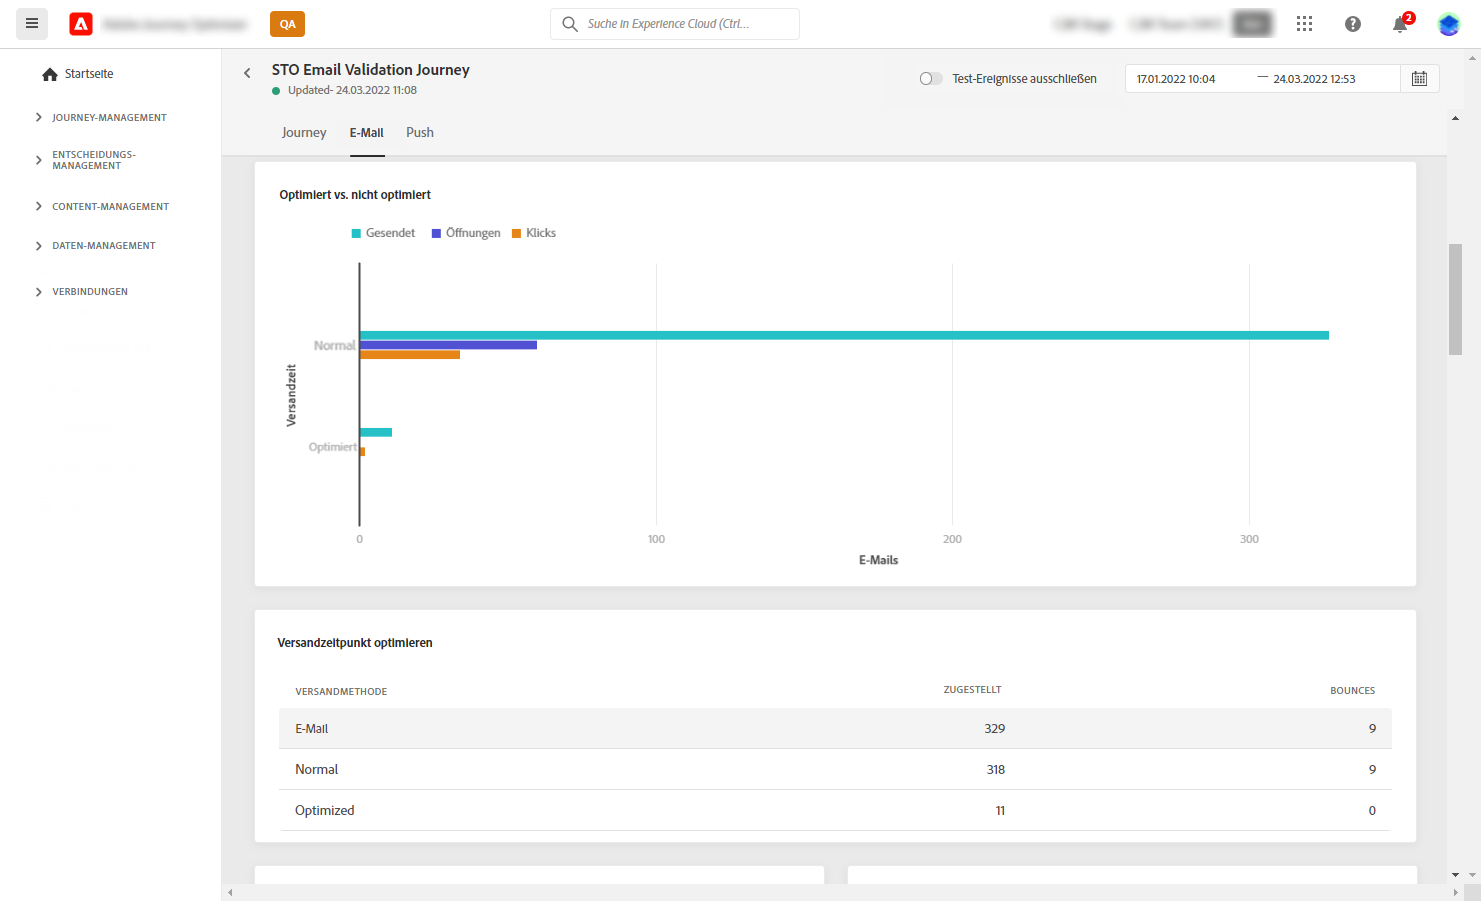 QA
Suche in Experience Cloud (Ctrl...
2
Startseite
JOURNEY-MANAGEMENT
ENTSCHEIDUNGS-
MANAGEMENT
CONTENT-MANAGEMENT
DATEN-MANAGEMENT
VERBINDUNGEN
STO Email Validation Journey
Updated- 24.03.2022 11:08
Test-Ereignisse ausschließen
17.01.2022 10:04 — 24.03.2022 12:53
Journey E-Mail Push
Optimiert vs. nicht optimiert
Gesendet Öffnungen Klicks
Versandzeit
Normal
Optimiert
0 100 200 300
E-Mails
Versandzeitpunkt optimieren
VERSANDMETHODE ZUGESTELLT BOUNCES
E-Mail 329 9
Normal 318 9
Optimized 11 0